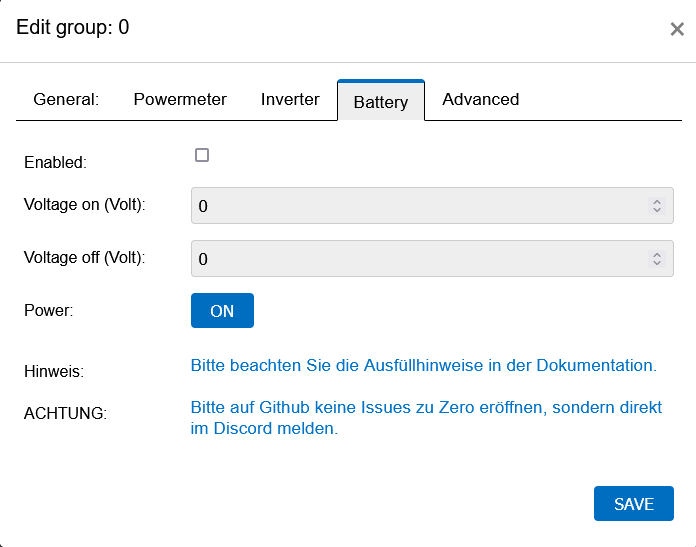 Edit group: 0
×
General: Powermeter Inverter Battery Advanced
Enabled:
Voltage on (Volt): 0
Voltage off (Volt): 0
Power: ON
Hinweis: Bitte beachten Sie die Ausfüllhinweise in der Dokumentation.
ACHTUNG: Bitte auf Github keine Issues zu Zero eröffnen, sondern direkt
im Discord melden.
SAVE